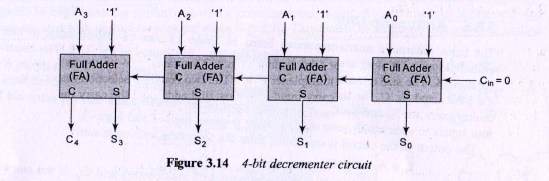 A3 '1' A2 '1' A1 '1' A0 '1'
Full Adder Full Adder Full Adder Full Adder
(FA) C (FA) C (FA) C (FA)
C S S S S
Cin = 0
C4 S3 S2 S1 S0
Figure 3.14 4-bit decrementer circuit